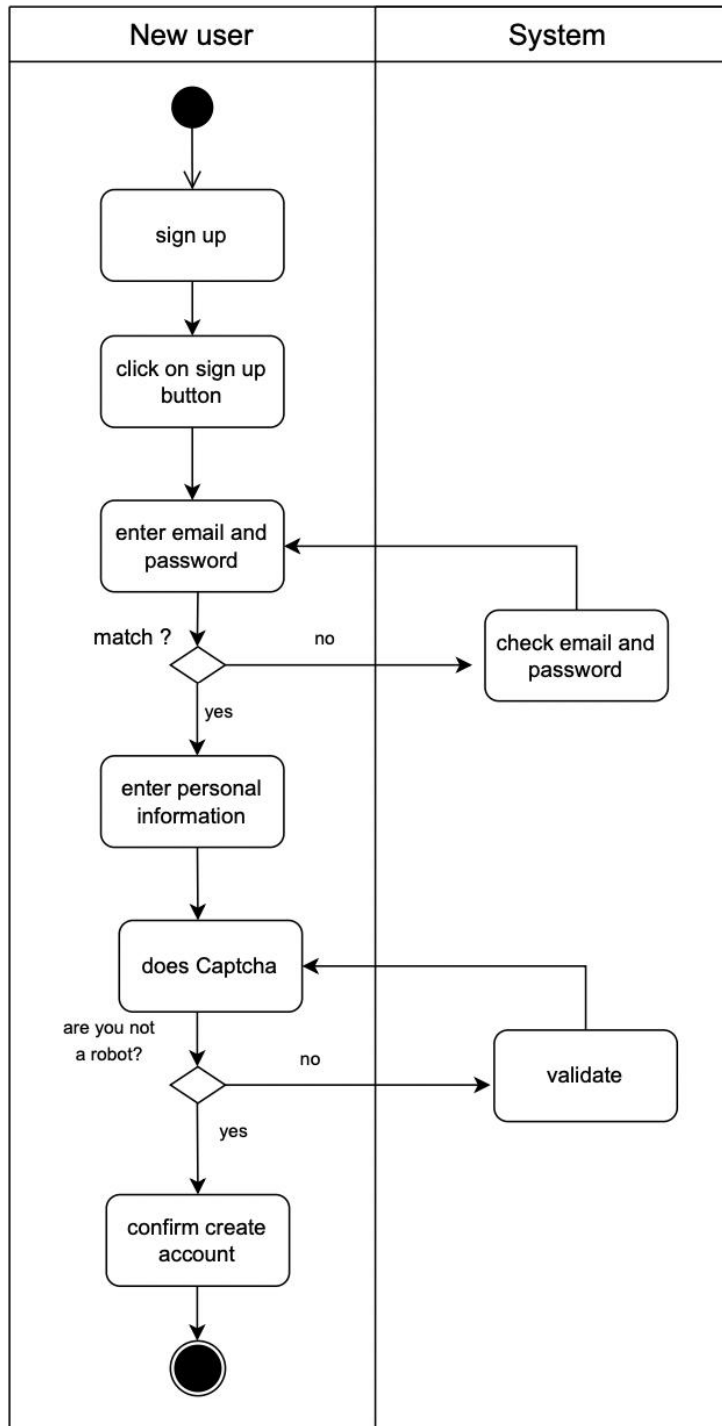 New user
System
sign up
click on sign up
button
enter email and
password
match ?
no
check email and
password
yes
enter personal
information
does Captcha
are you not
a robot?
no
validate
yes
confirm create
account